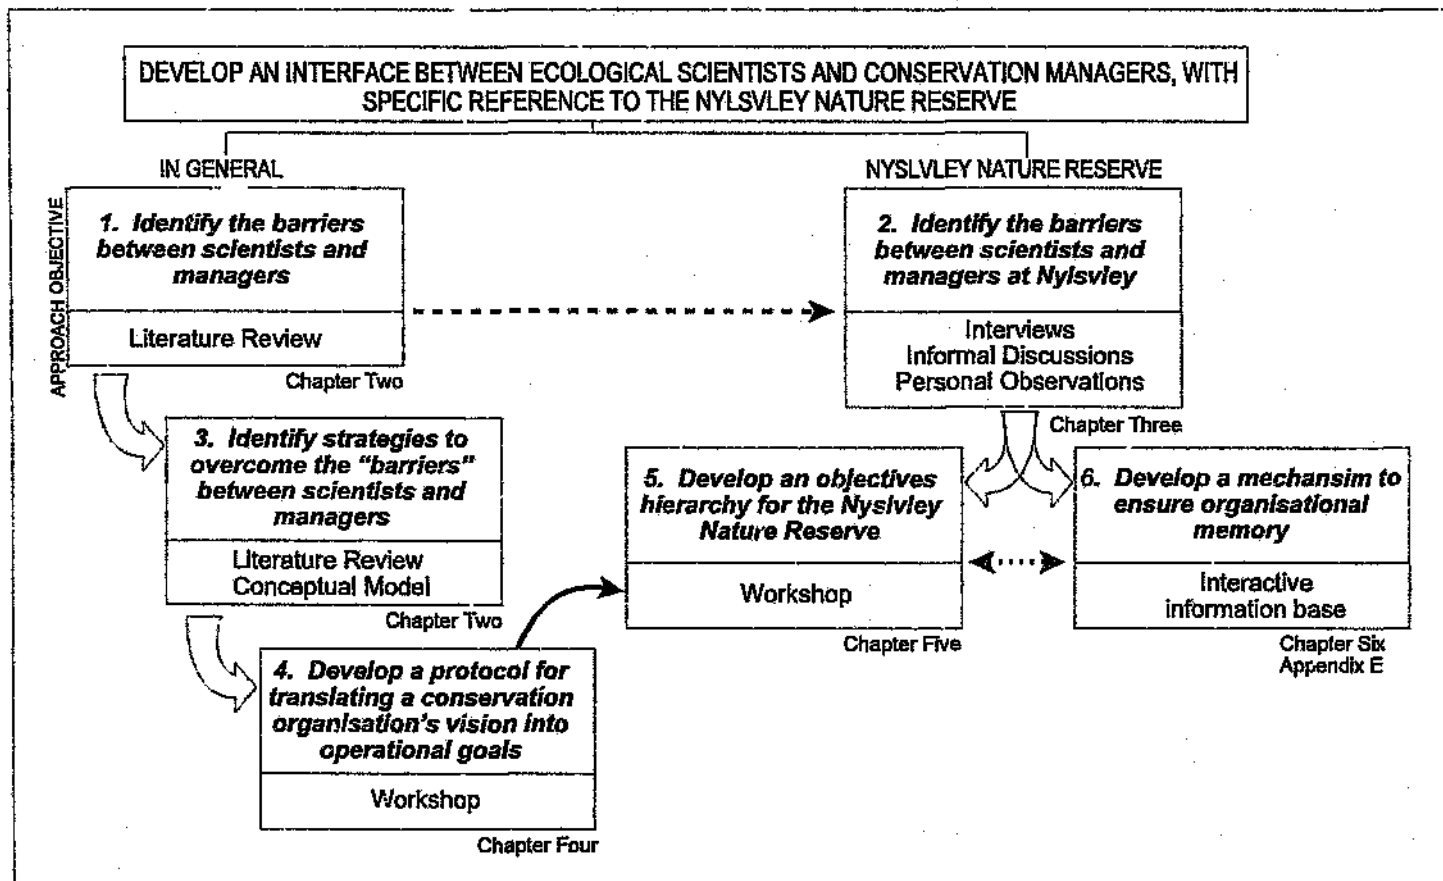 DEVELOP AN INTERFACE BETWEEN ECOLOGICAL SCIENTISTS AND CONSERVATION MANAGERS, WITH
SPECIFIC REFERENCE TO THE NYLSVLEY NATURE RESERVE
IN GENERAL
NYSLVLEY NATURE RESERVE
APPROACH OBJECTIVE
1. Identify the barriers
between scientists and
managers
Literature Review
Chapter Two
2. Identify the barriers
between scientists and
managers at Nylsvley
Interviews
Informal Discussions
Personal Observations
Chapter Three
3. Identify strategies to
overcome the "barriers"
between scientists and
managers
Literature Review
Conceptual Model
Chapter Two
4. Develop a protocol for
translating a conservation
organisation's vision into
operational goals
Workshop
Chapter Four
5. Develop an objectives
hierarchy for the Nyslvley
Nature Reserve
Workshop
Chapter Five
6. Develop a mechansim to
ensure organisational
memory
Interactive
information base
Chapter Six
Appendix E